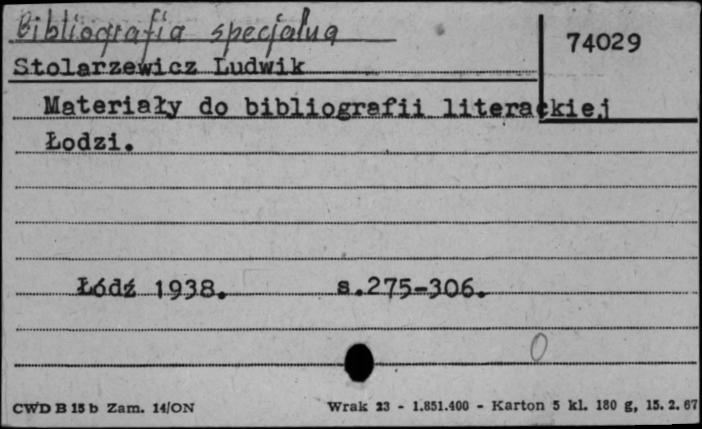 Bibliografia specjalna
74029
Stolarzewicz Ludwik
Materiały do bibliografii literackiej
Łodzi.
Łódź 1938. s.275-306.
0
CWD B 15 b Zam. 14/ON Wrak 23 - 1.851.400 - Karton 5 kl. 180 g, 15. 2. 67